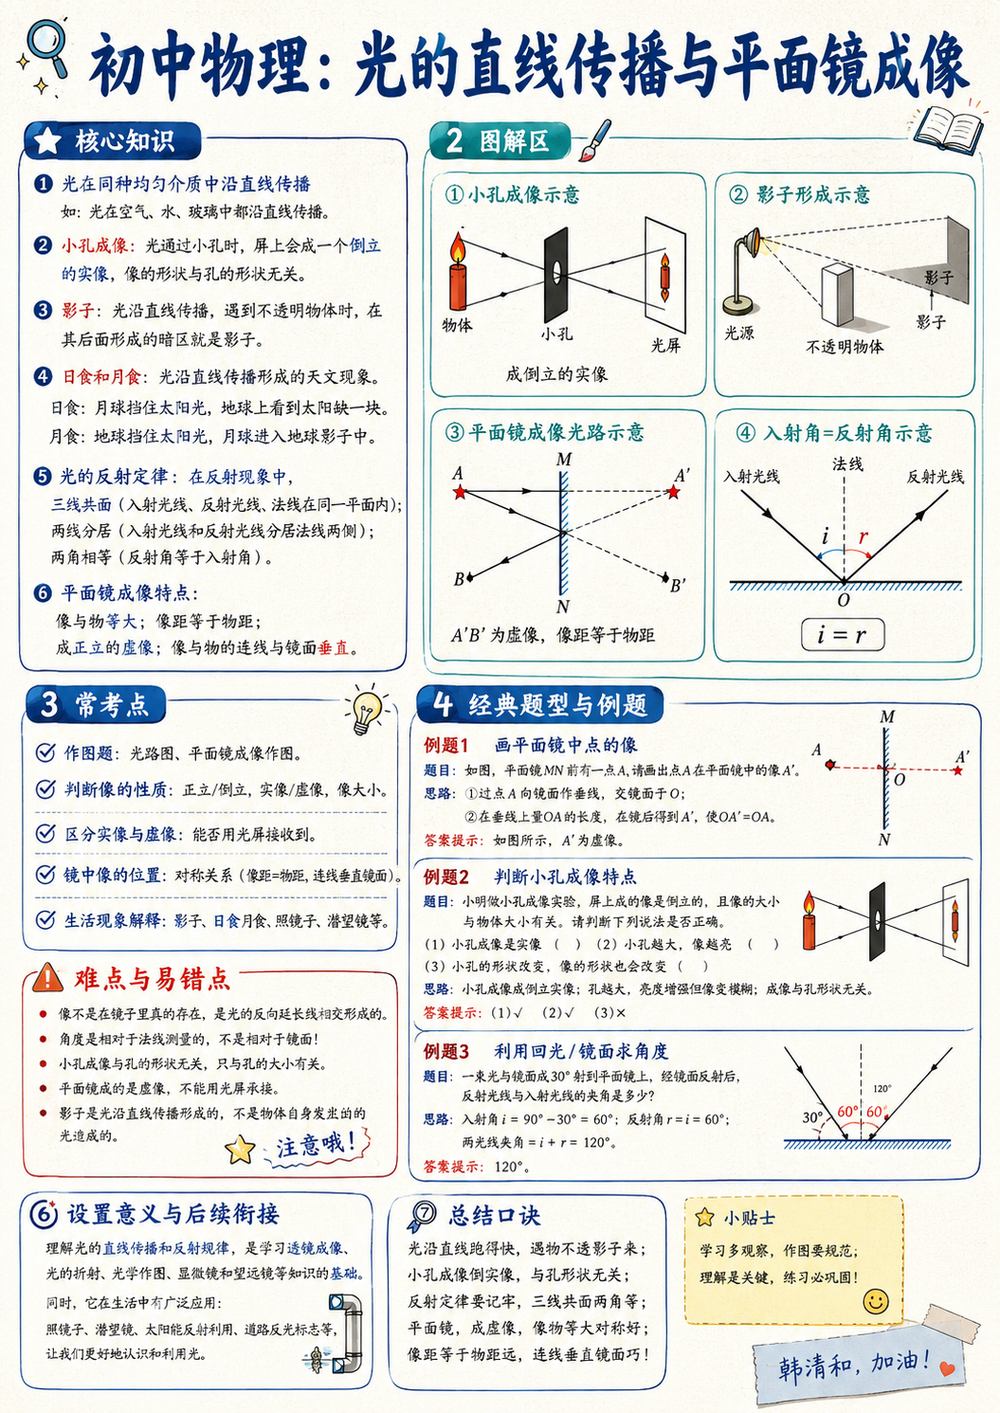 初中物理：光的直线传播与平面镜成像
核心知识
1 光在同种均匀介质中沿直线传播
如：光在空气、水、玻璃中都沿直线传播。
2 小孔成像：光通过小孔时，屏上会成一个倒立
的实像，像的形状与孔的形状无关。
3 影子：光沿直线传播，遇到不透明物体时，在
其后面形成的暗区就是影子。
4 日食和月食：光沿直线传播形成的天文现象。
日食：月球挡住太阳光，地球上看到太阳缺一块。
月食：地球挡住太阳光，月球进入地球影子中。
5 光的反射定律：在反射现象中，
三线共面（入射光线、反射光线、法线在同一平面内）；
两线分居（入射光线和反射光线分居法线两侧）；
两角相等（反射角等于入射角）。
6 平面镜成像特点：
像与物等大；像距等于物距；
成正立的虚像；像与物的连线与镜面垂直。
2 图解区
①小孔成像示意
物体
小孔
光屏
成倒立的实像
② 影子形成示意
光源
不透明物体
影子
影子
③平面镜成像光路示意
M
A
A′
B
B′
N
A′B′为虚像，像距等于物距
④ 入射角=反射角示意
法线
入射光线
反射光线
i
r
O
i = r
3 常考点
作图题：光路图、平面镜成像作图。
判断像的性质：正立/倒立，实像/虚像，像大小。
区分实像与虚像：能否用光屏接收到。
镜中像的位置：对称关系（像距=物距，连线垂直镜面）。
生活现象解释：影子、日食月食、照镜子、潜望镜等。
难点与易错点
像不是在镜子里真的存在，是光的反向延长线相交形成的。
角度是相对于法线测量的，不是相对于镜面！
小孔成像与孔的形状无关，只与孔的大小有关。
平面镜成的是虚像，不能用光屏承接。
影子是光沿直线传播形成的，不是物体自身发出的
光造成的。
注意哦！
4 经典题型与例题
例题1 画平面镜中点的像
题目：如图，平面镜MN前有一点A，请画出点A在平面镜中的像A′。
思路：①过点A向镜面作垂线，交镜面于O；
②在垂线上量OA的长度，在镜后得到A′，使OA′=OA。
答案提示：如图所示，A′为虚像。
M
A
A′
O
N
例题2 判断小孔成像特点
题目：小明做小孔成像实验，屏上成的像是倒立的，且像的大小
与物体大小有关。请判断下列说法是否正确。
（1）小孔成像是实像（ ）（2）小孔越大，像越亮（ ）
（3）小孔的形状改变，像的形状也会改变（ ）
思路：小孔成像成倒立实像；孔越大，亮度增强但像变模糊；成像与孔形状无关。
答案提示：(1)√ (2)√ (3)×
例题3 利用回光/镜面求角度
题目：一束光与镜面成30°射到平面镜上，经镜面反射后，
反射光线与入射光线的夹角是多少？
思路：入射角 i = 90°−30° = 60°；反射角 r=i= 60°；
两光线夹角 = i + r = 120°。
答案提示：120°。
120°
30°
60°
60°
⑥ 设置意义与后续衔接
理解光的直线传播和反射规律，是学习透镜成像、
光的折射、光学作图、显微镜和望远镜等知识的基础。
同时，它在生活中有广泛应用：
照镜子、潜望镜、太阳能反射利用、道路反光标志等，
让我们更好地认识和利用光。
⑦ 总结口诀
光沿直线跑得快，遇物不透影子来；
小孔成像倒实像，与孔形状无关；
反射定律要记牢，三线共面两角等；
平面镜，成虚像，像物等大对称好；
像距等于物距远，连线垂直镜面巧！
小贴士
学习多观察，作图要规范；
理解是关键，练习必巩固！
韩清和，加油！